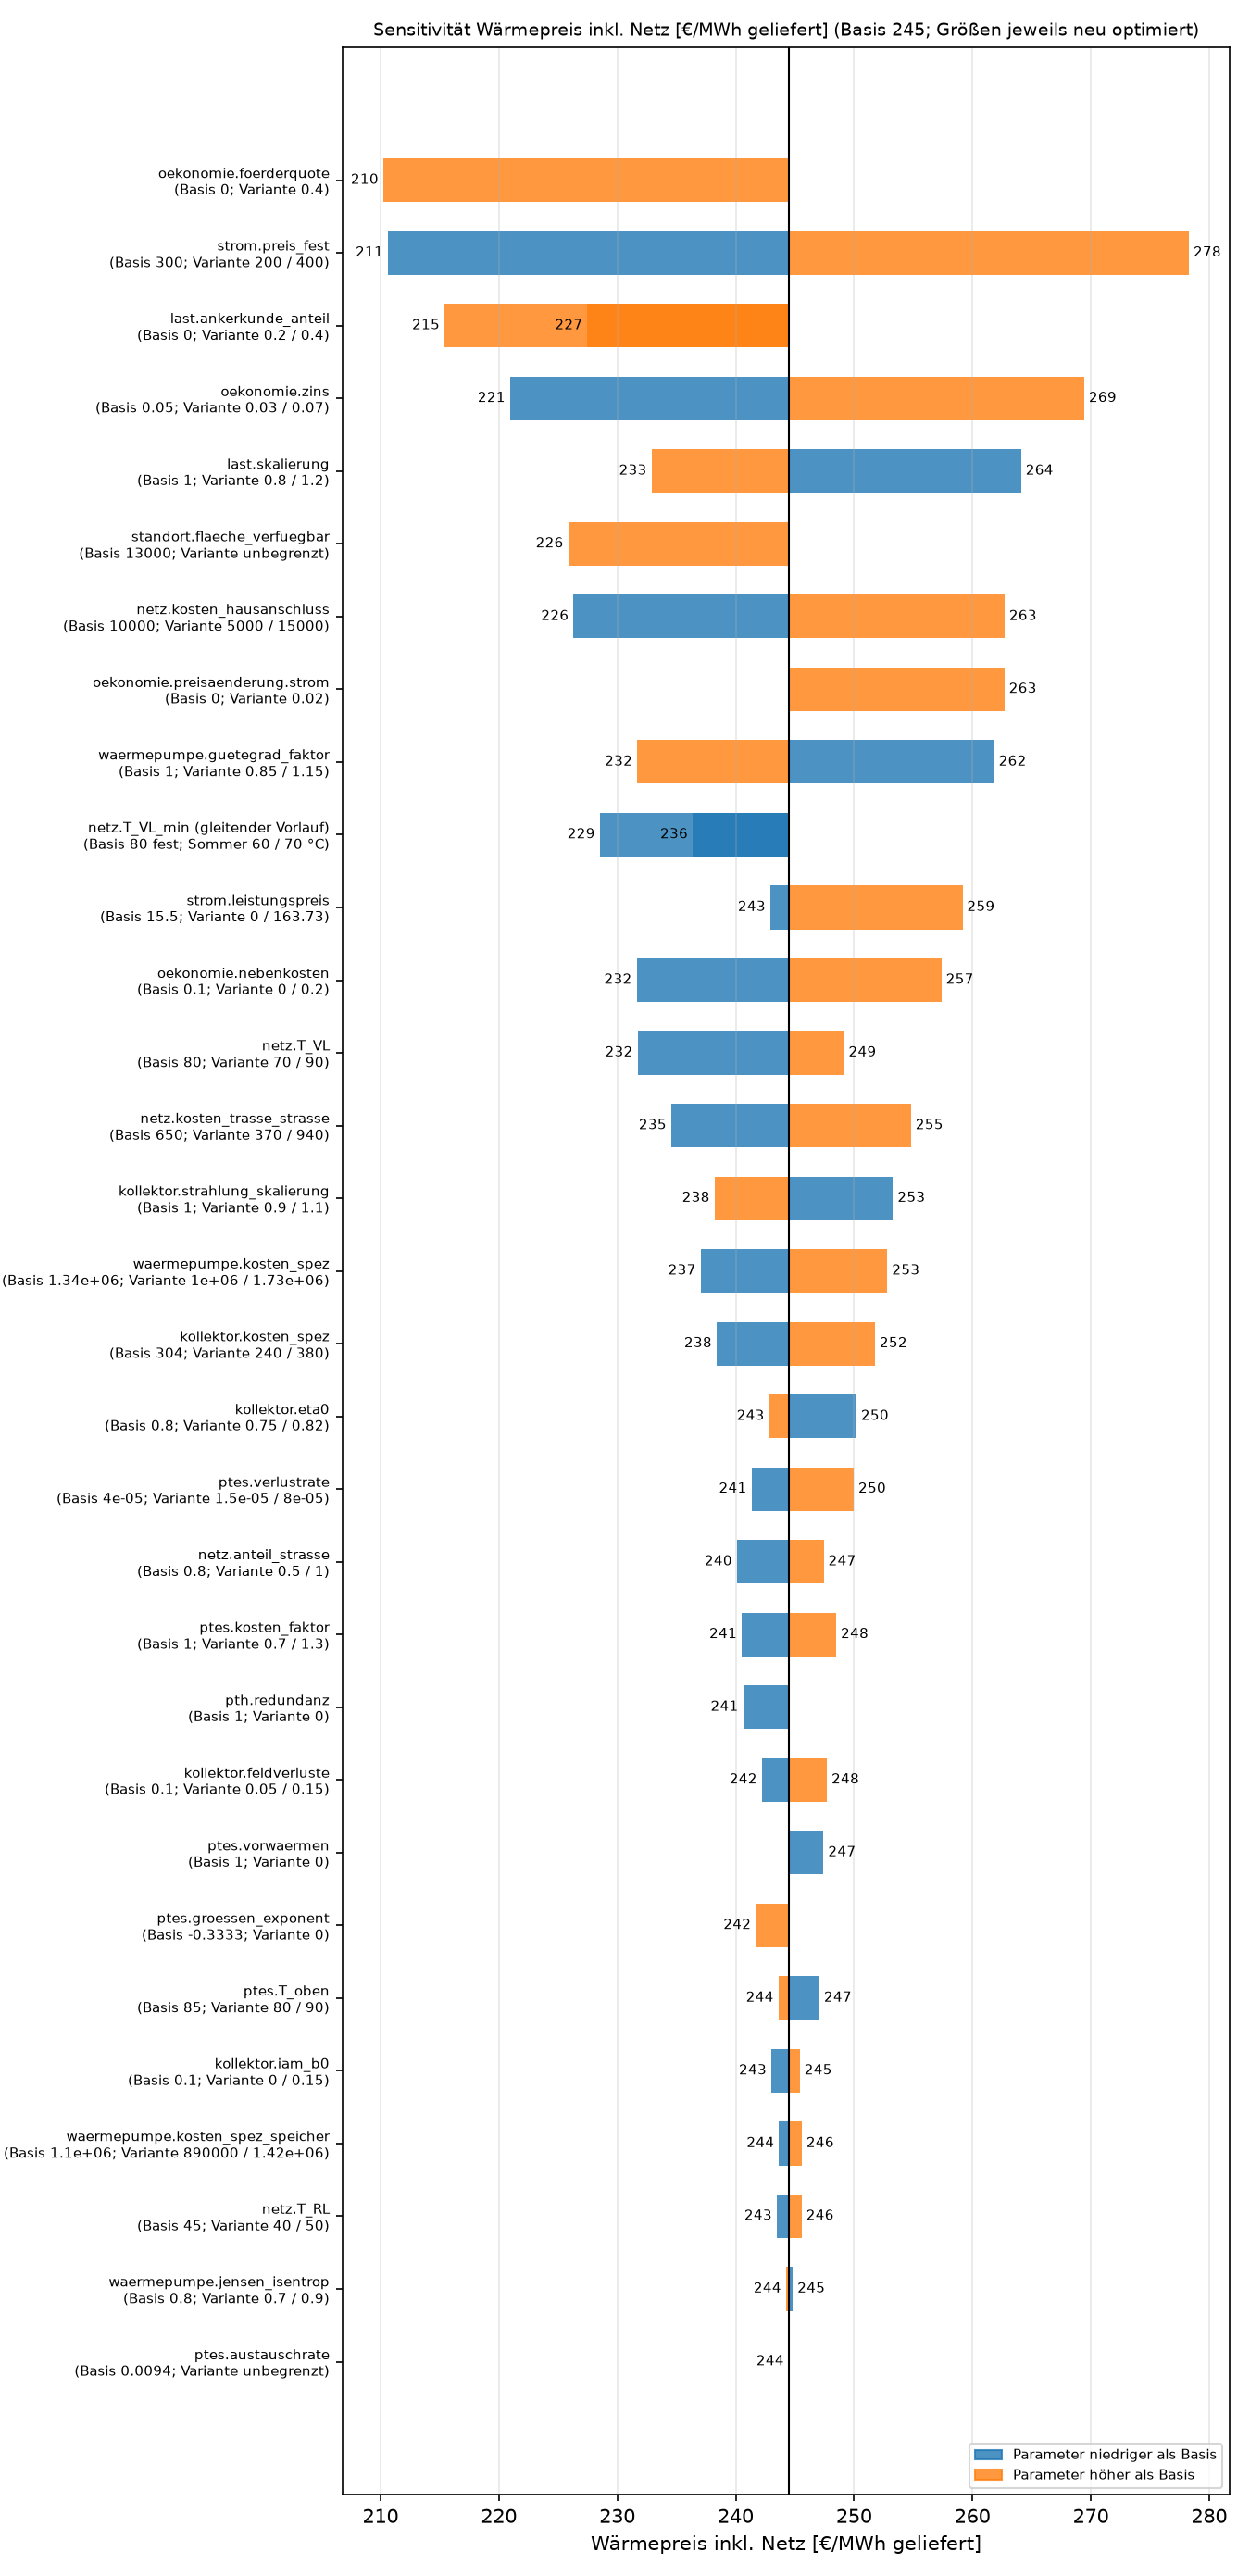 Sensitivität Wärmepreis inkl. Netz [€/MWh geliefert] (Basis 245; Größen jeweils neu optimiert)
oekonomie.foerderquote
(Basis 0; Variante 0.4)
210
strom.preis_fest
(Basis 300; Variante 200 / 400)
211
278
last.ankerkunde_anteil
(Basis 0; Variante 0.2 / 0.4)
215
227
oekonomie.zins
(Basis 0.05; Variante 0.03 / 0.07)
221
269
last.skalierung
(Basis 1; Variante 0.8 / 1.2)
233
264
standort.flaeche_verfuegbar
(Basis 13000; Variante unbegrenzt)
226
netz.kosten_hausanschluss
(Basis 10000; Variante 5000 / 15000)
226
263
oekonomie.preisaenderung.strom
(Basis 0; Variante 0.02)
263
waermepumpe.guetegrad_faktor
(Basis 1; Variante 0.85 / 1.15)
232
262
netz.T_VL_min (gleitender Vorlauf)
(Basis 80 fest; Sommer 60 / 70 °C)
229
236
strom.leistungspreis
(Basis 15.5; Variante 0 / 163.73)
243
259
oekonomie.nebenkosten
(Basis 0.1; Variante 0 / 0.2)
232
257
netz.T_VL
(Basis 80; Variante 70 / 90)
232
249
netz.kosten_trasse_strasse
(Basis 650; Variante 370 / 940)
235
255
kollektor.strahlung_skalierung
(Basis 1; Variante 0.9 / 1.1)
238
253
waermepumpe.kosten_spez
(Basis 1.34e+06; Variante 1e+06 / 1.73e+06)
237
253
kollektor.kosten_spez
(Basis 304; Variante 240 / 380)
238
252
kollektor.eta0
(Basis 0.8; Variante 0.75 / 0.82)
243
250
ptes.verlustrate
(Basis 4e-05; Variante 1.5e-05 / 8e-05)
241
250
netz.anteil_strasse
(Basis 0.8; Variante 0.5 / 1)
240
247
ptes.kosten_faktor
(Basis 1; Variante 0.7 / 1.3)
241
248
pth.redundanz
(Basis 1; Variante 0)
241
kollektor.feldverluste
(Basis 0.1; Variante 0.05 / 0.15)
242
248
ptes.vorwaermen
(Basis 1; Variante 0)
247
ptes.groessen_exponent
(Basis -0.3333; Variante 0)
242
ptes.T_oben
(Basis 85; Variante 80 / 90)
244
247
kollektor.iam_b0
(Basis 0.1; Variante 0 / 0.15)
243
245
waermepumpe.kosten_spez_speicher
(Basis 1.1e+06; Variante 890000 / 1.42e+06)
244
246
netz.T_RL
(Basis 45; Variante 40 / 50)
243
246
waermepumpe.jensen_isentrop
(Basis 0.8; Variante 0.7 / 0.9)
244
245
ptes.austauschrate
(Basis 0.0094; Variante unbegrenzt)
244
Parameter niedriger als Basis
Parameter höher als Basis
210 220 230 240 250 260 270 280
Wärmepreis inkl. Netz [€/MWh geliefert]